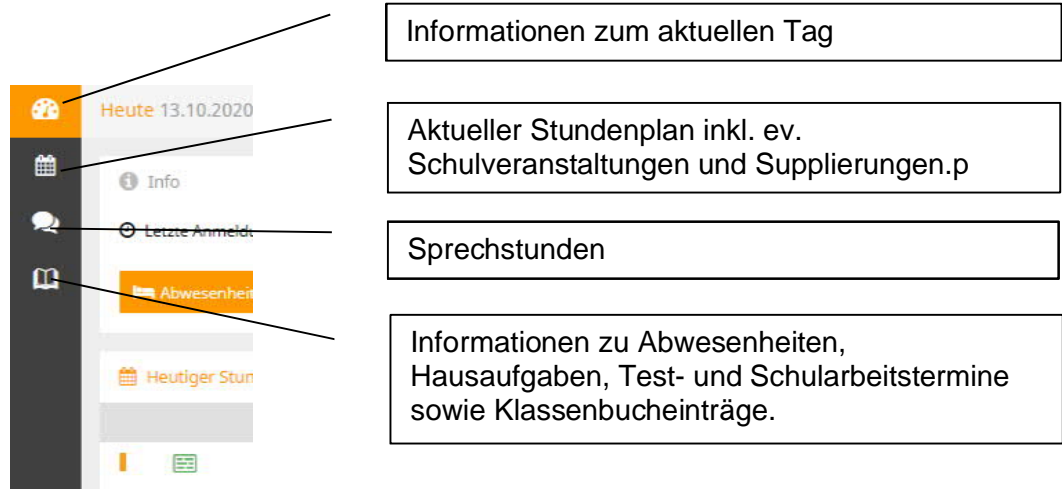 Informationen zum aktuellen Tag
Heute 13.10.2020
Aktueller Stundenplan inkl. ev.
Schulveranstaltungen und Supplierungen.p
Info
Letzte
Sprechstunden
Informationen zu Abwesenheiten,
Hausaufgaben, Test- und Schularbeitstermine
sowie Klassenbucheinträge.
Heutiger